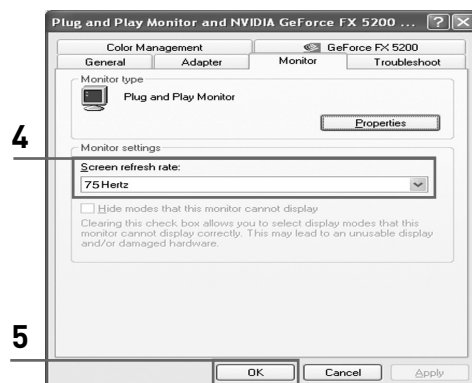 Plug and Play Monitor and NVIDIA GeForce FX 5200 ...
Color Management
GeForce FX 5200
General
Adapter
Monitor
Troubleshoot
Monitor type
Plug and Play Monitor
Properties
4
Monitor settings
Screen refresh rate:
75 Hertz
Hide modes that this monitor cannot display
Clearing this check box allows you to select display modes that this
monitor cannot display correctly. This may lead to an unusable display
and/or damaged hardware.
5
OK
Cancel
Apply